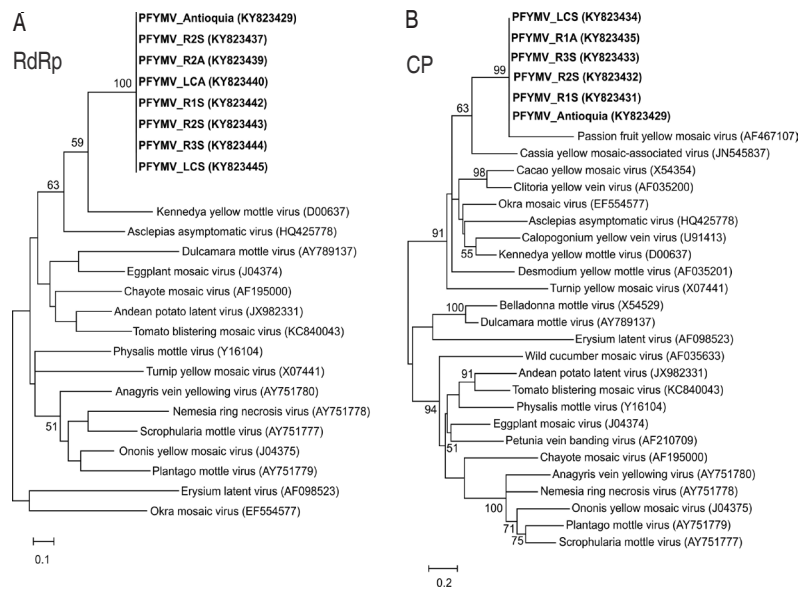 A
RdRp
PFYMV_Antioquia (KY823429)
PFYMV_R2S (KY823437)
PFYMV_R2A (KY823439)
PFYMV_LCA (KY823440)
PFYMV_R1S (KY823442)
PFYMV_R2S (KY823443)
PFYMV_R3S (KY823444)
PFYMV_LCS (KY823445)
100
59
63
Kennedya yellow mottle virus (D00637)
Asclepias asymptomatic virus (HQ425778)
Dulcamara mottle virus (AY789137)
Eggplant mosaic virus (J04374)
Chayote mosaic virus (AF195000)
Andean potato latent virus (JX982331)
Tomato blistering mosaic virus (KC840043)
Physalis mottle virus (Y16104)
Turnip yellow mosaic virus (X07441)
Anagyris vein yellowing virus (AY751780)
Nemesia ring necrosis virus (AY751778)
51
Scrophularia mottle virus (AY751777)
Ononis yellow mosaic virus (J04375)
Plantago mottle virus (AY751779)
Erysium latent virus (AF098523)
Okra mosaic virus (EF554577)
0.1
B
CP
PFYMV_LCS (KY823434)
PFYMV_R1A (KY823435)
PFYMV_R3S (KY823433)
99
PFYMV_R2S (KY823432)
PFYMV_R1S (KY823431)
63
PFYMV_Antioquia (KY823429)
Passion fruit yellow mosaic virus (AF467107)
Cassia yellow mosaic-associated virus (JN545837)
98
Cacao yellow mosaic virus (X54354)
Clitoria yellow vein virus (AF035200)
Okra mosaic virus (EF554577)
Asclepias asymptomatic virus (HQ425778)
91
Calopogonium yellow vein virus (U91413)
55
Kennedya yellow mottle virus (D00637)
Desmodium yellow mottle virus (AF035201)
Turnip yellow mosaic virus (X07441)
100
Belladonna mottle virus (X54529)
Dulcamara mottle virus (AY789137)
Erysium latent virus (AF098523)
Wild cucumber mosaic virus (AF035633)
91
Andean potato latent virus (JX982331)
Tomato blistering mosaic virus (KC840043)
94
Physalis mottle virus (Y16104)
Eggplant mosaic virus (J04374)
51
Petunia vein banding virus (AF210709)
Chayote mosaic virus (AF195000)
Anagyris vein yellowing virus (AY751780)
Nemesia ring necrosis virus (AY751778)
100
Ononis yellow mosaic virus (J04375)
71
Plantago mottle virus (AY751779)
75
Scrophularia mottle virus (AY751777)
0.2